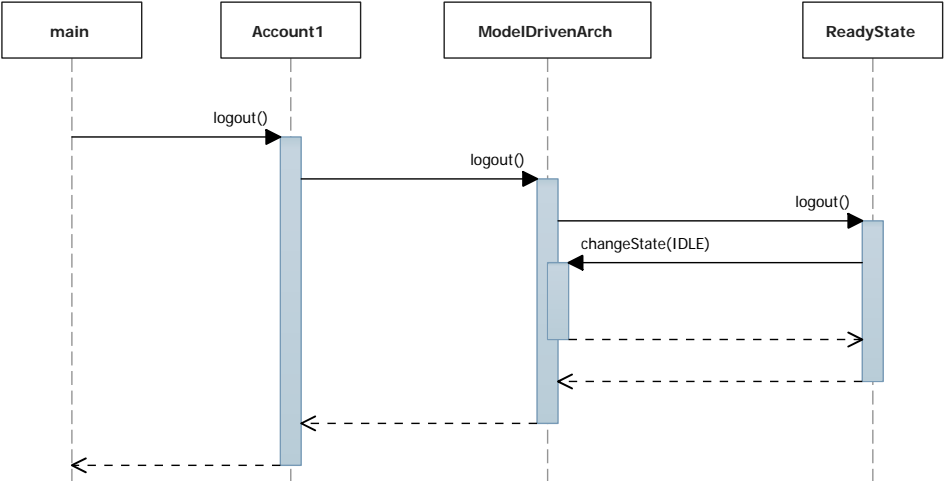 main
Account1
ModelDrivenArch
ReadyState
logout()
logout()
logout()
changeState(IDLE)